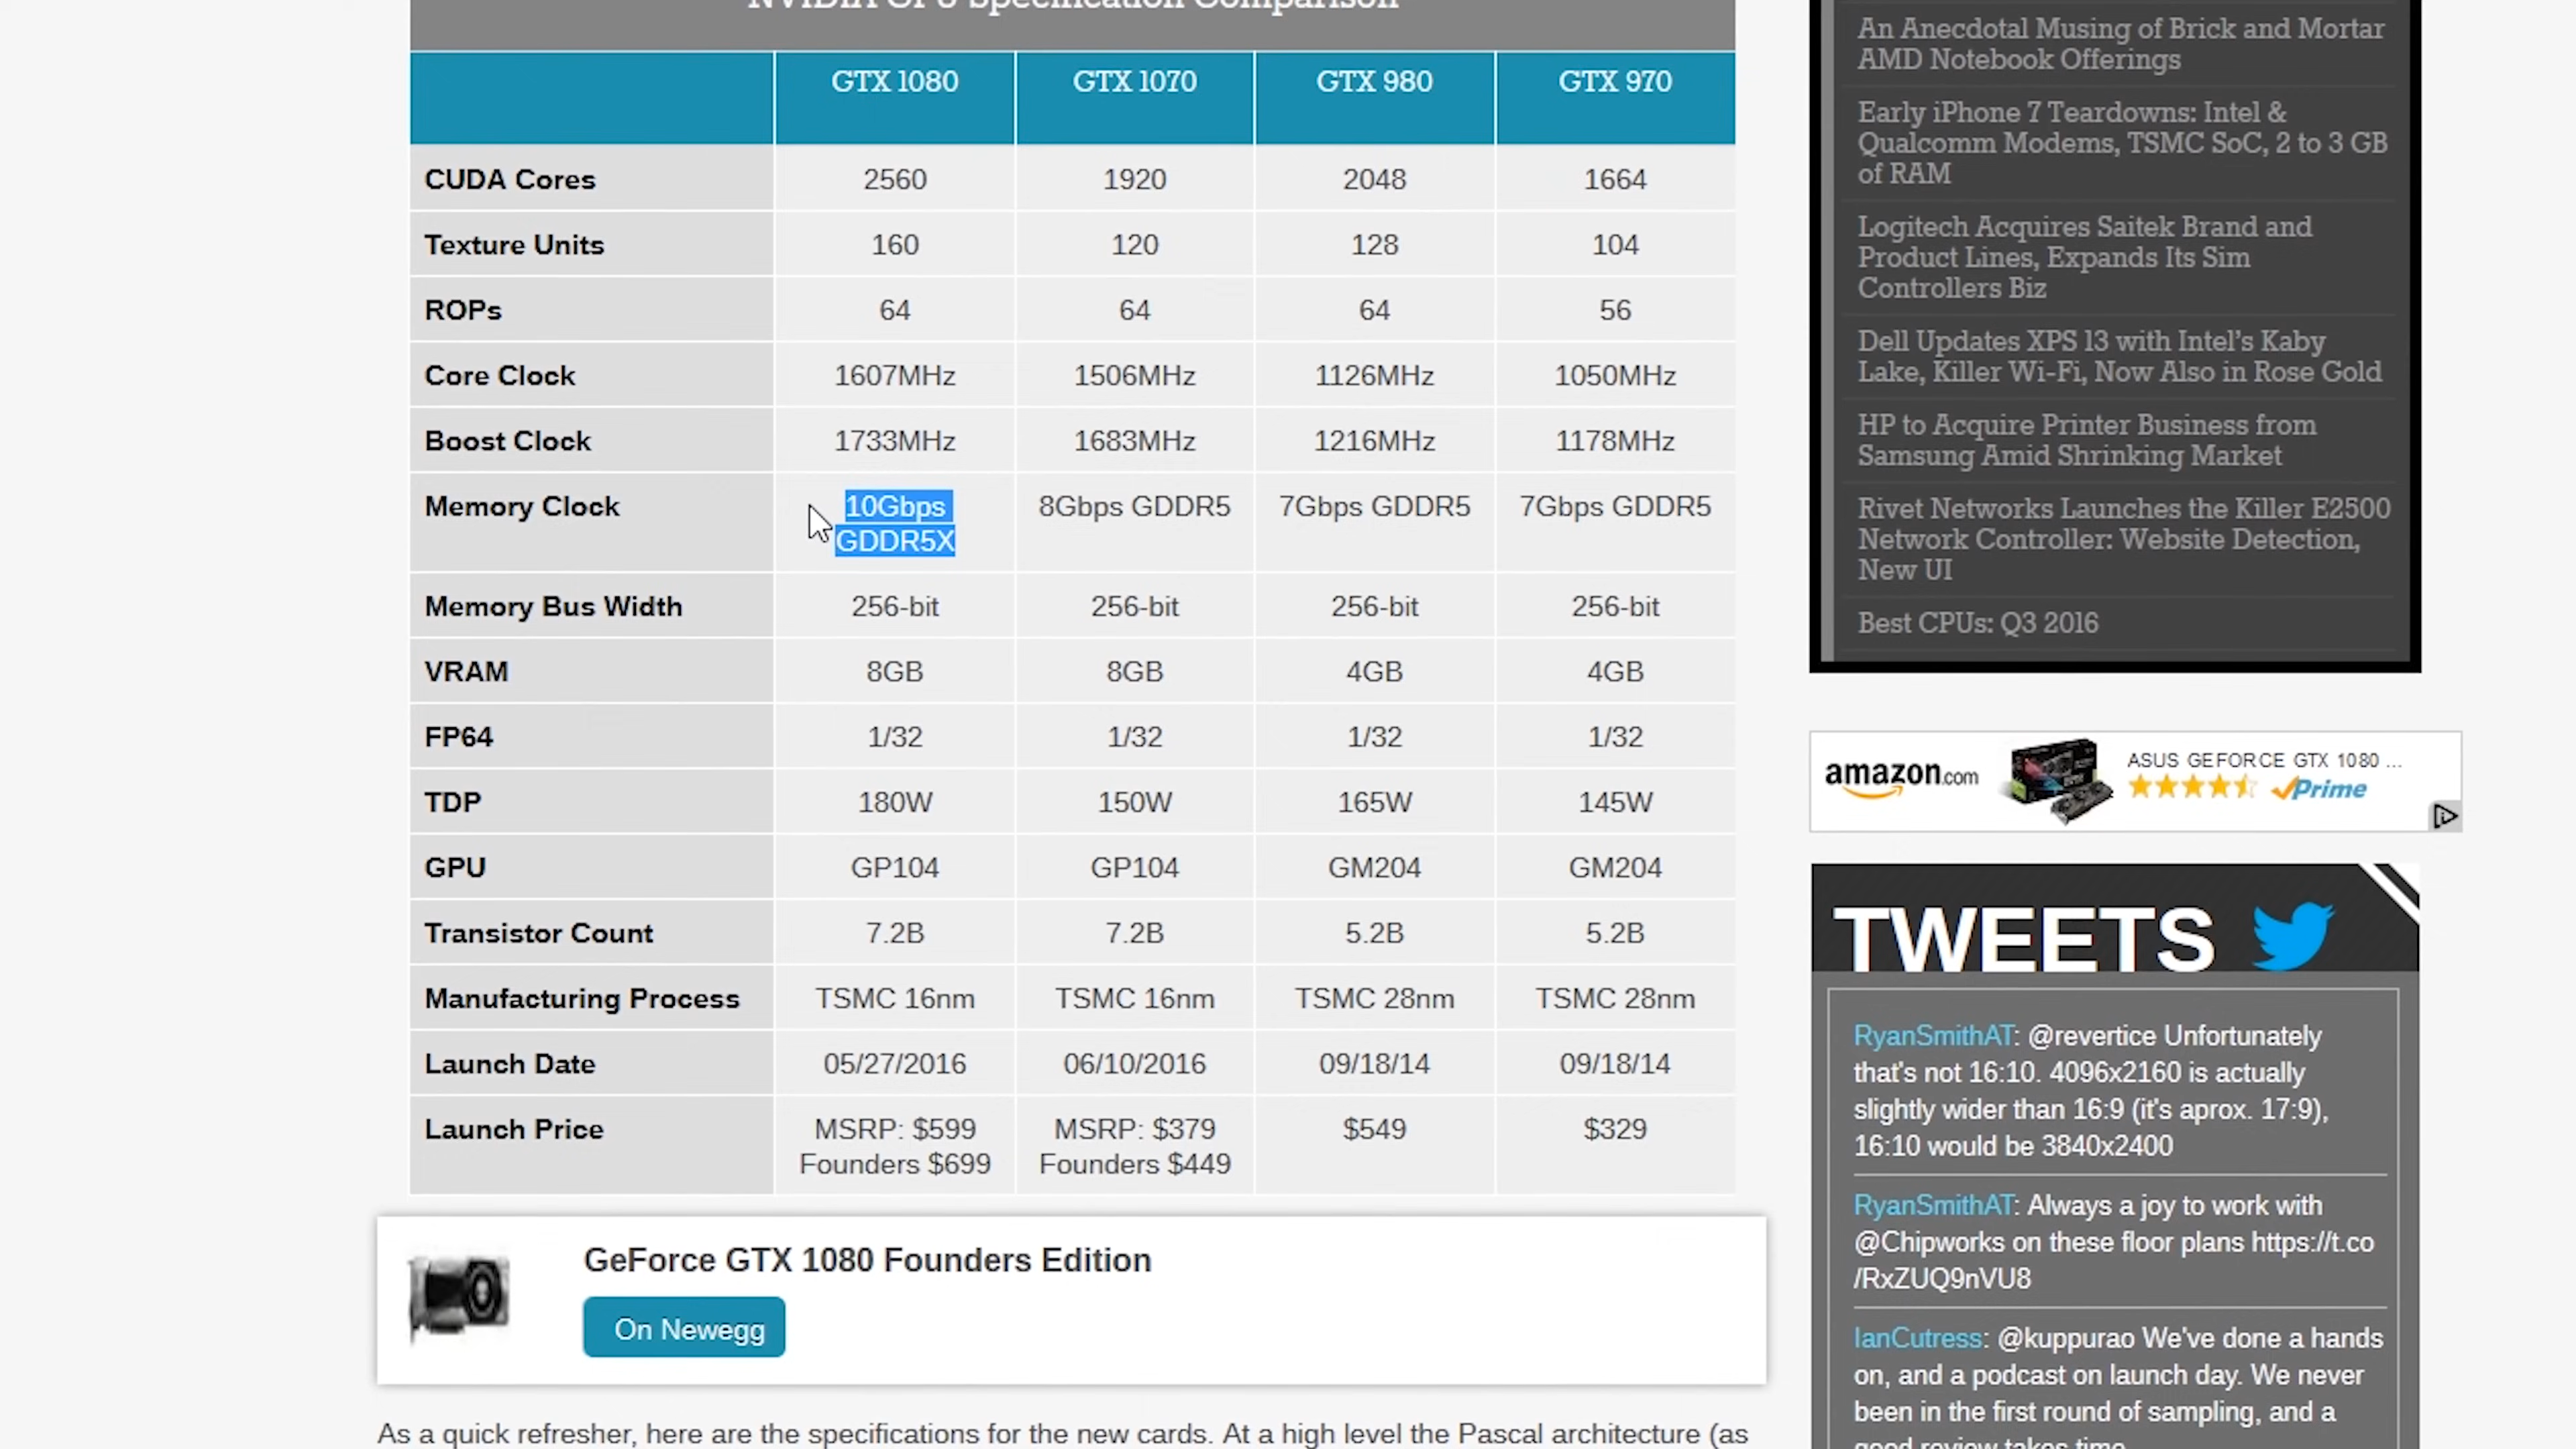 NVIDIA GPU Specification Comparison
GTX 1080 GTX 1070 GTX 980 GTX 970
CUDA Cores 2560 1920 2048 1664
Texture Units 160 120 128 104
ROPs 64 64 64 56
Core Clock 1607MHz 1506MHz 1126MHz 1050MHz
Boost Clock 1733MHz 1683MHz 1216MHz 1178MHz
Memory Clock 10Gbps 8Gbps GDDR5 7Gbps GDDR5 7Gbps GDDR5
GDDR5X
Memory Bus Width 256-bit 256-bit 256-bit 256-bit
VRAM 8GB 8GB 4GB 4GB
FP64 1/32 1/32 1/32 1/32
TDP 180W 150W 165W 145W
GPU GP104 GP104 GM204 GM204
Transistor Count 7.2B 7.2B 5.2B 5.2B
Manufacturing Process TSMC 16nm TSMC 16nm TSMC 28nm TSMC 28nm
Launch Date 05/27/2016 06/10/2016 09/18/14 09/18/14
Launch Price MSRP: $599 MSRP: $379 $549 $329
Founders $699 Founders $449
GeForce GTX 1080 Founders Edition
On Newegg
As a quick refresher, here are the specifications for the new cards. At a high level the Pascal architecture (as
An Anecdotal Musing of Brick and Mortar
AMD Notebook Offerings
Early iPhone 7 Teardowns: Intel &
Qualcomm Modems, TSMC SoC, 2 to 3 GB
of RAM
Logitech Acquires Saitek Brand and
Product Lines, Expands Its Sim
Controllers Biz
Dell Updates XPS 13 with Intel's Kaby
Lake, Killer Wi-Fi, Now Also in Rose Gold
HP to Acquire Printer Business from
Samsung Amid Shrinking Market
Rivet Networks Launches the Killer E2500
Network Controller: Website Detection,
New UI
Best CPUs: Q3 2016
amazon.com
ASUS GEFORCE GTX 1080 ...
Prime
TWEETS
RyanSmithAT: @revertice Unfortunately
that's not 16:10. 4096x2160 is actually
slightly wider than 16:9 (it's aprox. 17:9),
16:10 would be 3840x2400
RyanSmithAT: Always a joy to work with
@Chipworks on these floor plans https://t.co
/RxZUQ9nVU8
IanCutress: @kuppurao We've done a hands
on, and a podcast on launch day. We never
been in the first round of sampling, and a
good review takes time